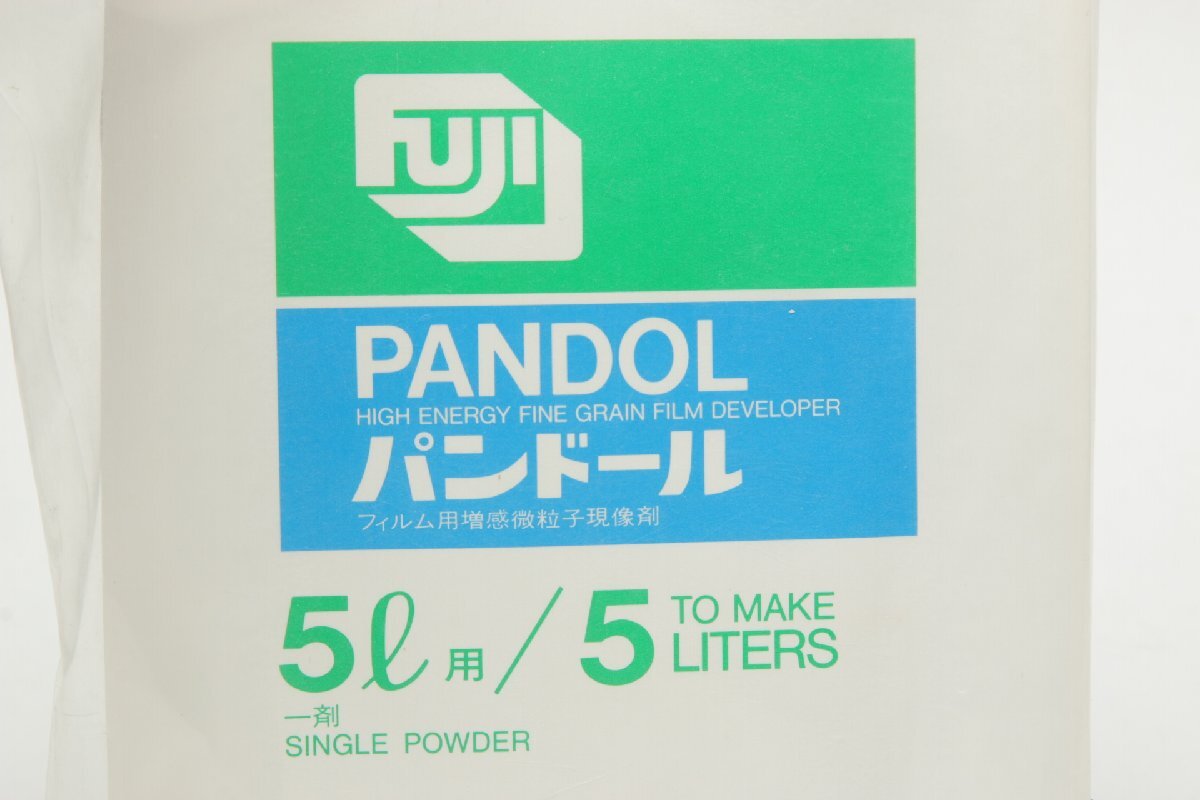 FUJI
PANDOL
HIGH ENERGY FINE GRAIN FILM DEVELOPER
パンドール
フィルム用増感微粒子現像剤
5ℓ用/5 TO MAKE LITERS
一剤
SINGLE POWDER